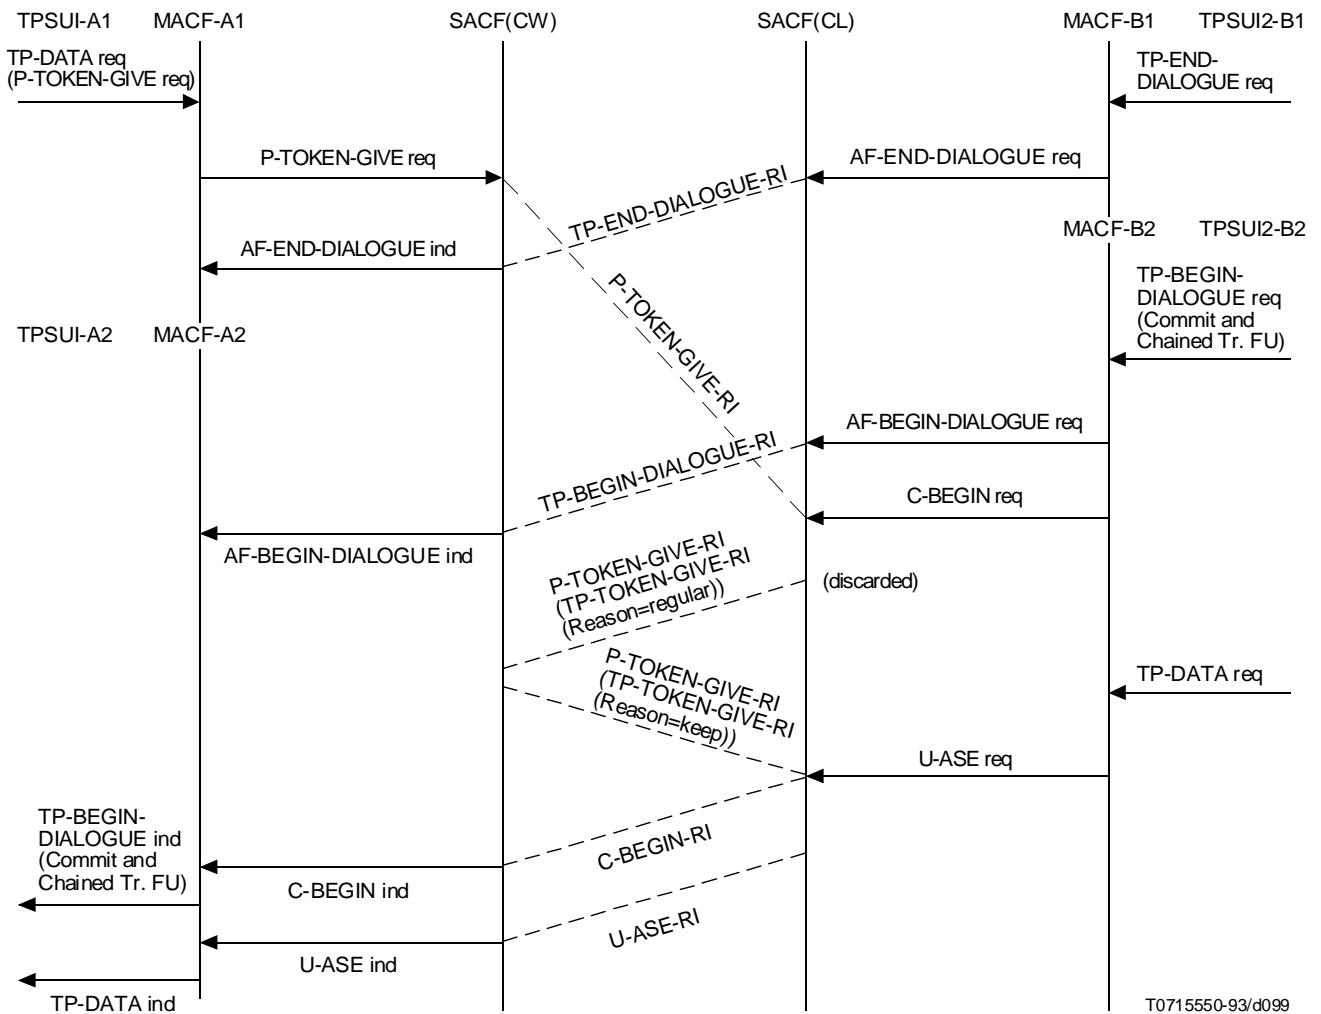 TPSUI-A1 MACF-A1 SACF(CW) SACF(CL) MACF-B1 TPSUI2-B1
TP-DATA req
(P-TOKEN-GIVE req)
TP-END-
DIALOGUE req
P-TOKEN-GIVE req
AF-END-DIALOGUE req
TP-END-DIALOGUE-RI
MACF-B2 TPSUI2-B2
AF-END-DIALOGUE ind
TP-BEGIN-
DIALOGUE req
(Commit and
Chained Tr. FU)
P-TOKEN-GIVE-RI
TPSUI-A2 MACF-A2
AF-BEGIN-DIALOGUE req
TP-BEGIN-DIALOGUE-RI
C-BEGIN req
AF-BEGIN-DIALOGUE ind
P-TOKEN-GIVE-RI
(TP-TOKEN-GIVE-RI
(Reason=regular))
(discarded)
P-TOKEN-GIVE-RI
(TP-TOKEN-GIVE-RI
(Reason=keep))
TP-DATA req
U-ASE req
TP-BEGIN-
DIALOGUE ind
(Commit and
Chained Tr. FU)
C-BEGIN-RI
C-BEGIN ind
U-ASE-RI
U-ASE ind
TP-DATA ind
T0715550-93/d099